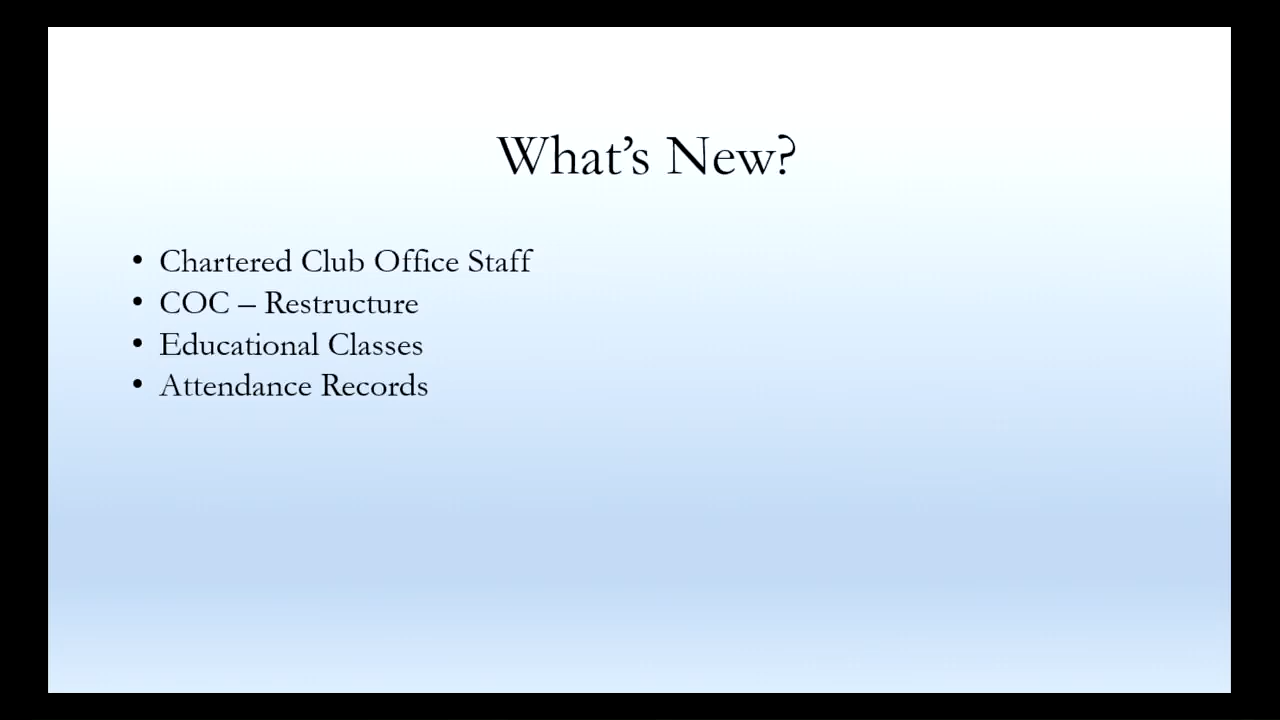 What’s New?
• Chartered Club Office Staff
• COC – Restructure
• Educational Classes
• Attendance Records